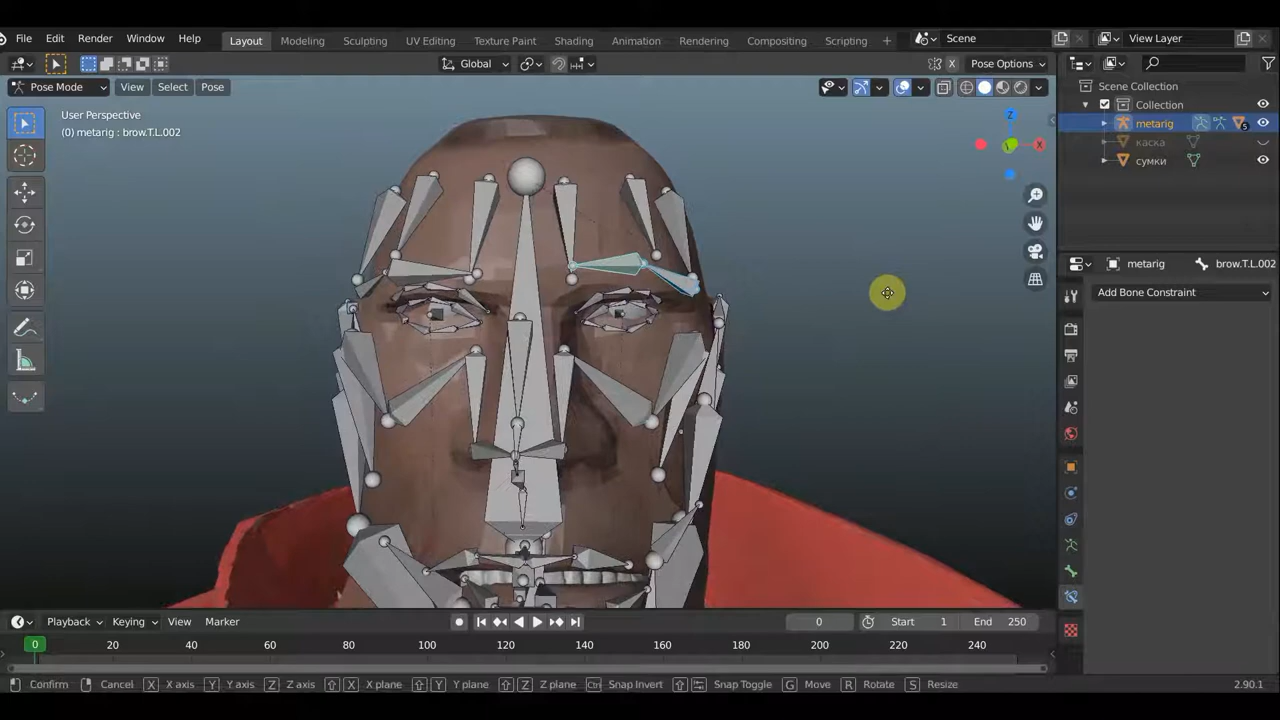 File Edit Render Window Help Layout Modeling Sculpting UV Editing Texture Paint Shading Animation Rendering Compositing Scripting + Scene View Layer
Global X Pose Options
Pose Mode View Select Pose
Scene Collection
Collection
metarig
каска
сумки
User Perspective
(0) metarig : brow.T.L.002
Z
X
Y
metarig brow.T.L.002
Add Bone Constraint
Playback Keying View Marker 0 Start 1 End 250
0 20 40 60 80 100 120 140 160 180 200 220 240
Confirm Cancel X X axis Y Y axis Z Z axis X X plane Y Y plane Z Z plane Ctrl Snap Invert Snap Toggle G Move R Rotate S Resize 2.90.1